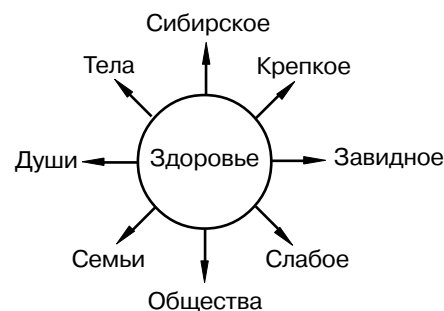 Сибирское
Тела
Крепкое
Души
Здоровье
Завидное
Семьи
Слабое
Общества